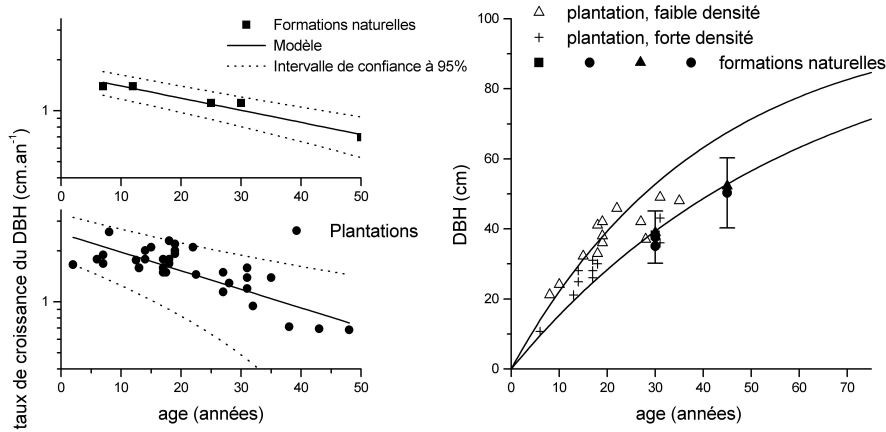 taux de croissance du DBH (cm.an-1)
Formations naturelles
Modèle
Intervalle de confiance à 95%
1
0 10 20 30 40 50
Plantations
1
0 10 20 30 40 50
age (années)
plantation, faible densité
plantation, forte densité
formations naturelles
DBH (cm)
100
80
60
40
20
0
0 10 20 30 40 50 60 70
age (années)